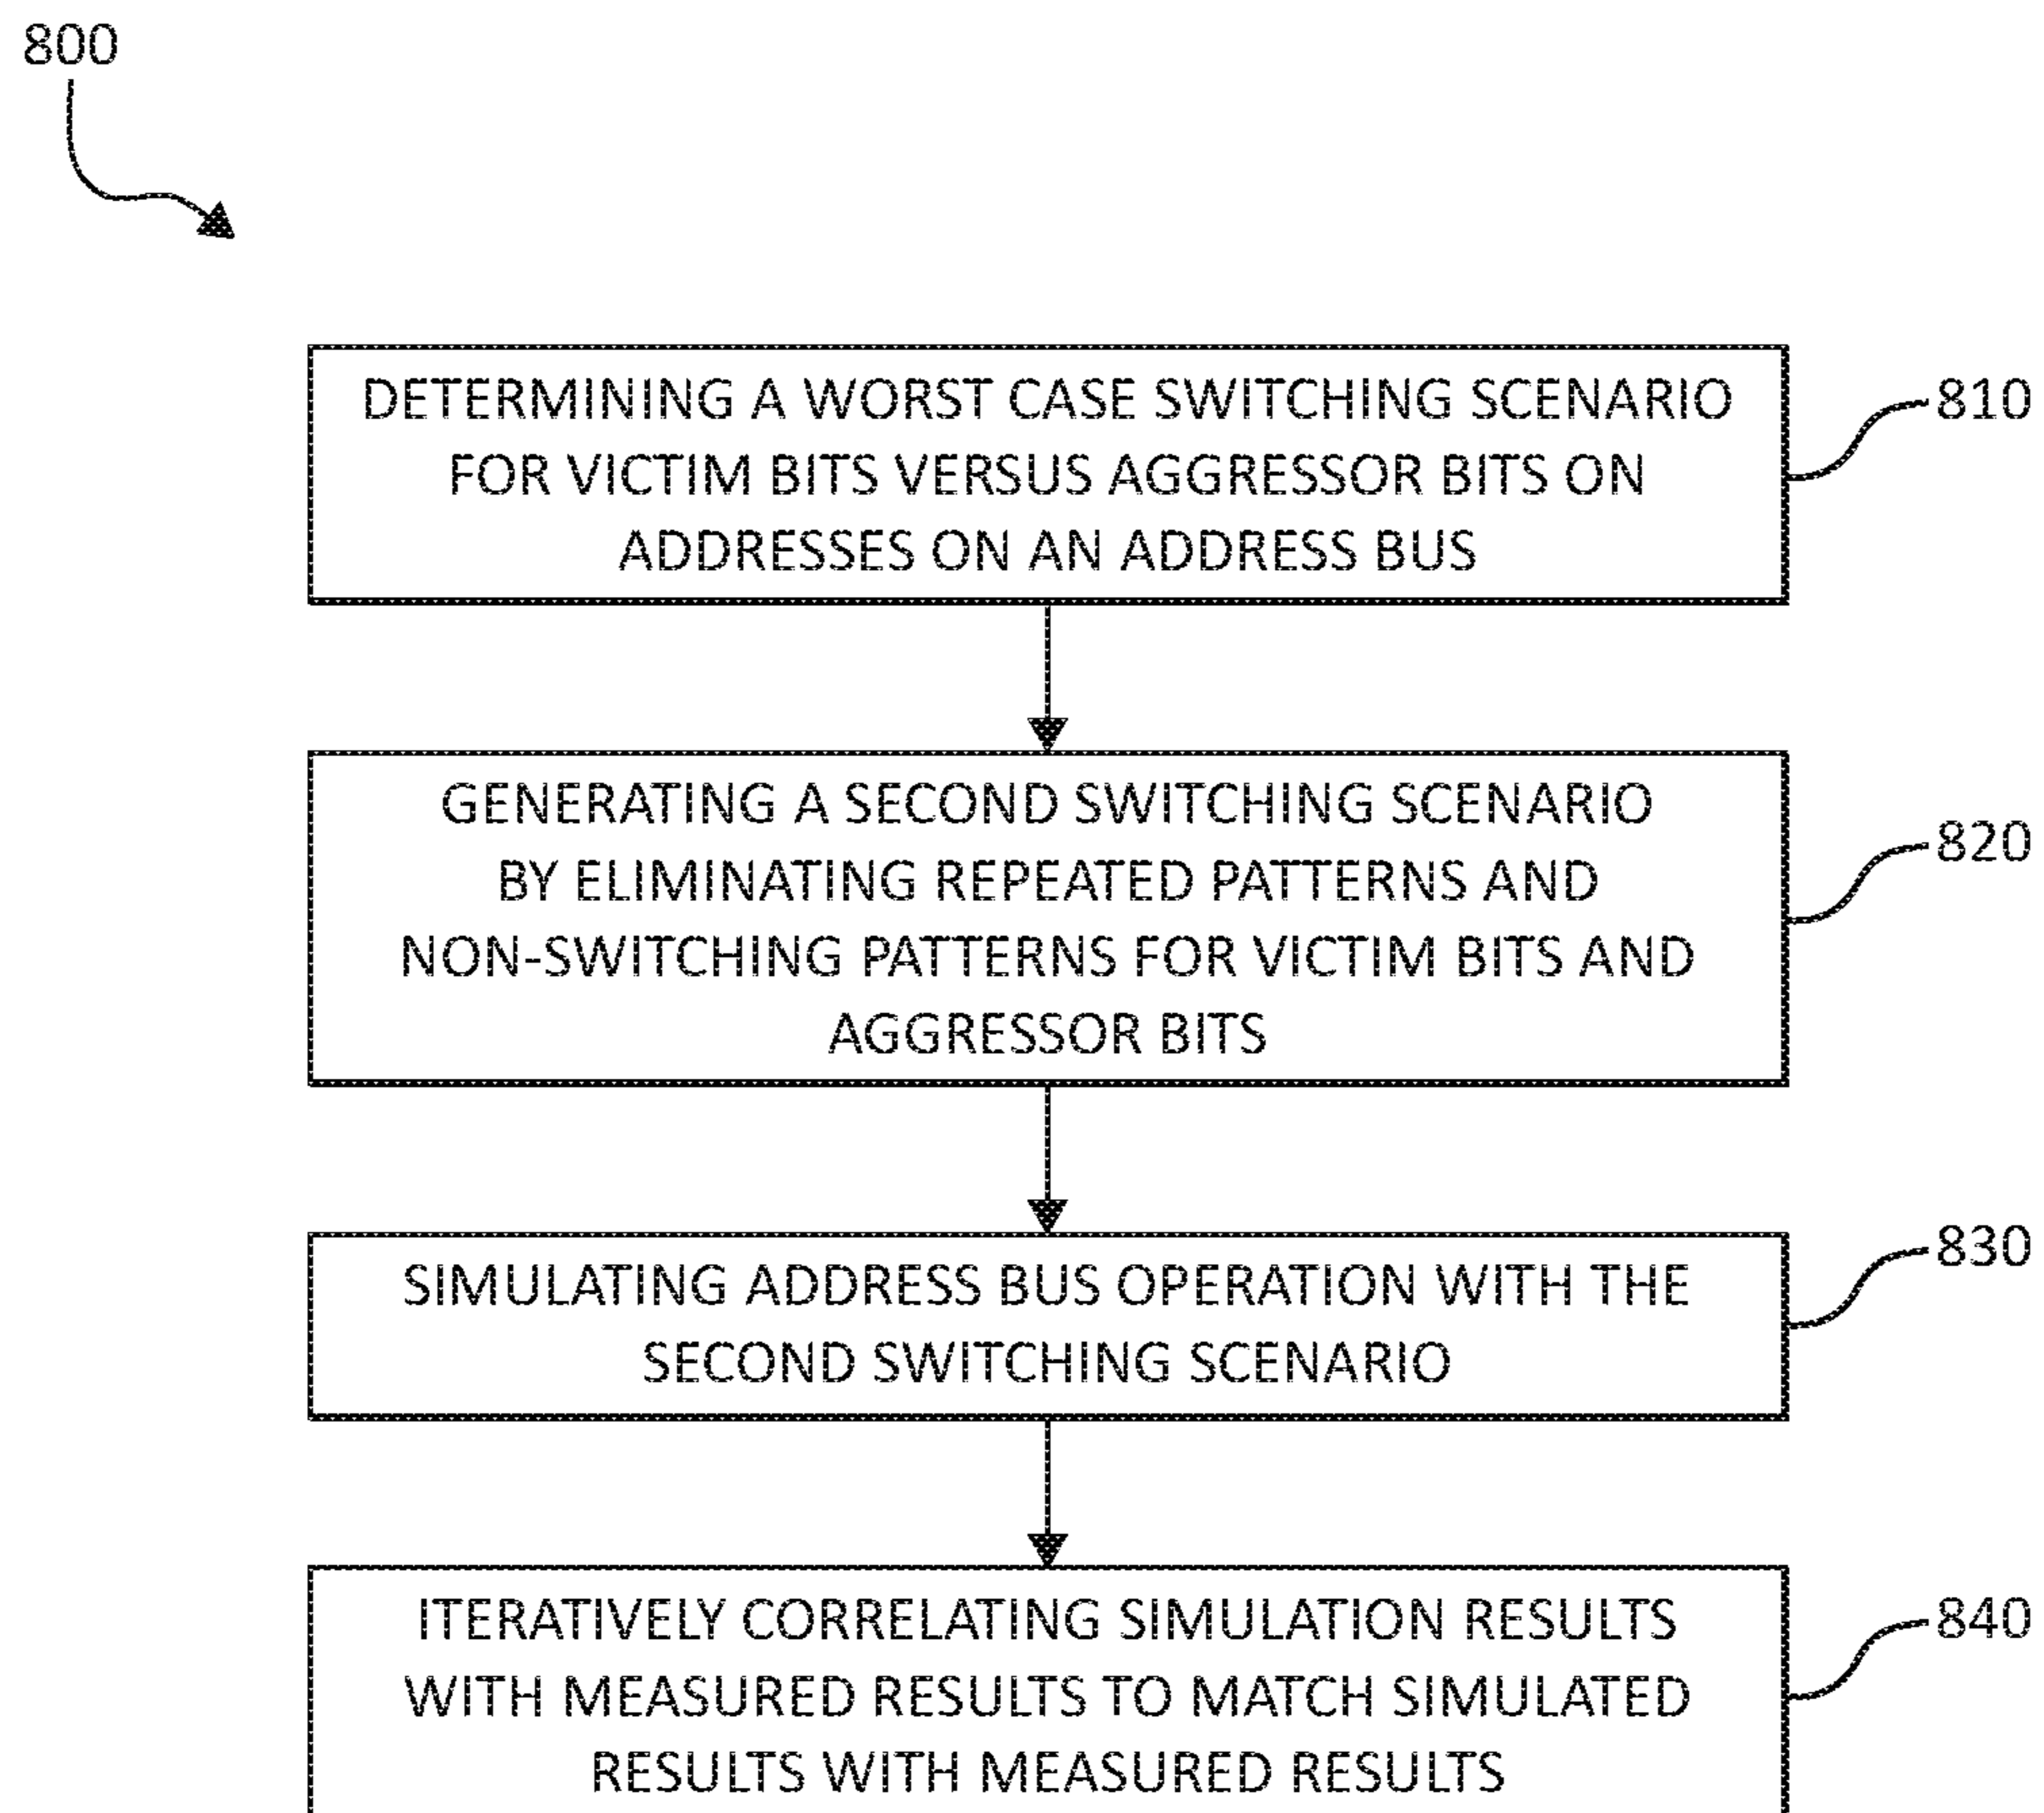 800
DETERMINING A WORST CASE SWITCHING SCENARIO
FOR VICTIM BITS VERSUS AGGRESSOR BITS ON
ADDRESSES ON AN ADDRESS BUS
810
GENERATING A SECOND SWITCHING SCENARIO
BY ELIMINATING REPEATED PATTERNS AND
NON-SWITCHING PATTERNS FOR VICTIM BITS AND
AGGRESSOR BITS
820
SIMULATING ADDRESS BUS OPERATION WITH THE
SECOND SWITCHING SCENARIO
830
ITERATIVELY CORRELATING SIMULATION RESULTS
WITH MEASURED RESULTS TO MATCH SIMULATED
RESULTS WITH MEASURED RESULTS
840